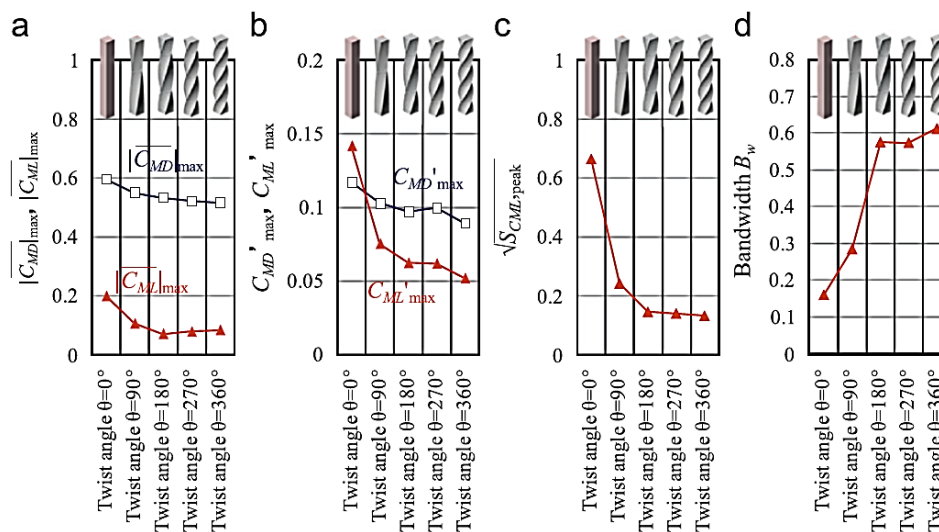 a
b
c
d
1
0.8
0.6
0.4
0.2
0
|C̅M̅D̅|max
|C̅M̅L̅|max
|C̅M̅D̅|max, |C̅M̅L̅|max
Twist angle θ=0°
Twist angle θ=90°
Twist angle θ=180°
Twist angle θ=270°
Twist angle θ=360°
0.2
0.15
0.1
0.05
0
CMD'max
CML'max
CMD'max, CML'max
Twist angle θ=0°
Twist angle θ=90°
Twist angle θ=180°
Twist angle θ=270°
Twist angle θ=360°
1
0.8
0.6
0.4
0.2
0
√SCML,peak
Twist angle θ=0°
Twist angle θ=90°
Twist angle θ=180°
Twist angle θ=270°
Twist angle θ=360°
0.8
0.7
0.6
0.5
0.4
0.3
0.2
0.1
0
Bandwidth Bw
Twist angle θ=0°
Twist angle θ=90°
Twist angle θ=180°
Twist angle θ=270°
Twist angle θ=360°